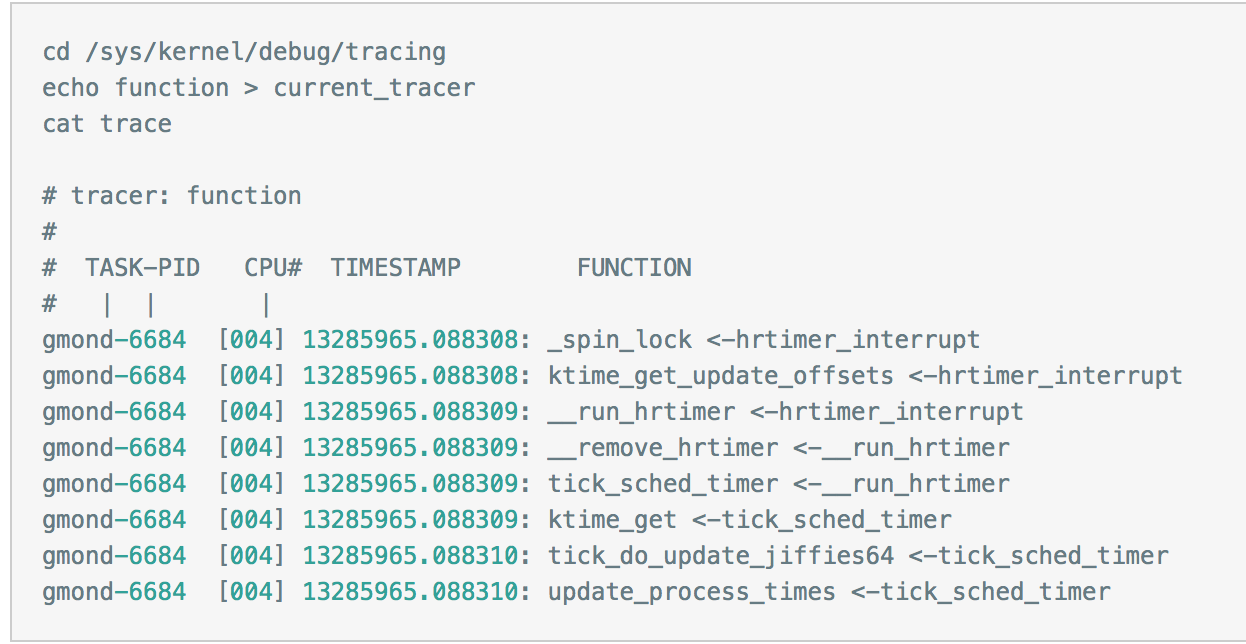 cd /sys/kernel/debug/tracing
echo function > current_tracer
cat trace
# tracer: function
#
#  TASK-PID   CPU#  TIMESTAMP        FUNCTION
#   |  |       |
gmond-6684  [004] 13285965.088308: _spin_lock <-hrtimer_interrupt
gmond-6684  [004] 13285965.088308: ktime_get_update_offsets <-hrtimer_interrupt
gmond-6684  [004] 13285965.088309: __run_hrtimer <-hrtimer_interrupt
gmond-6684  [004] 13285965.088309: __remove_hrtimer <-__run_hrtimer
gmond-6684  [004] 13285965.088309: tick_sched_timer <-__run_hrtimer
gmond-6684  [004] 13285965.088309: ktime_get <-tick_sched_timer
gmond-6684  [004] 13285965.088310: tick_do_update_jiffies64 <-tick_sched_timer
gmond-6684  [004] 13285965.088310: update_process_times <-tick_sched_timer